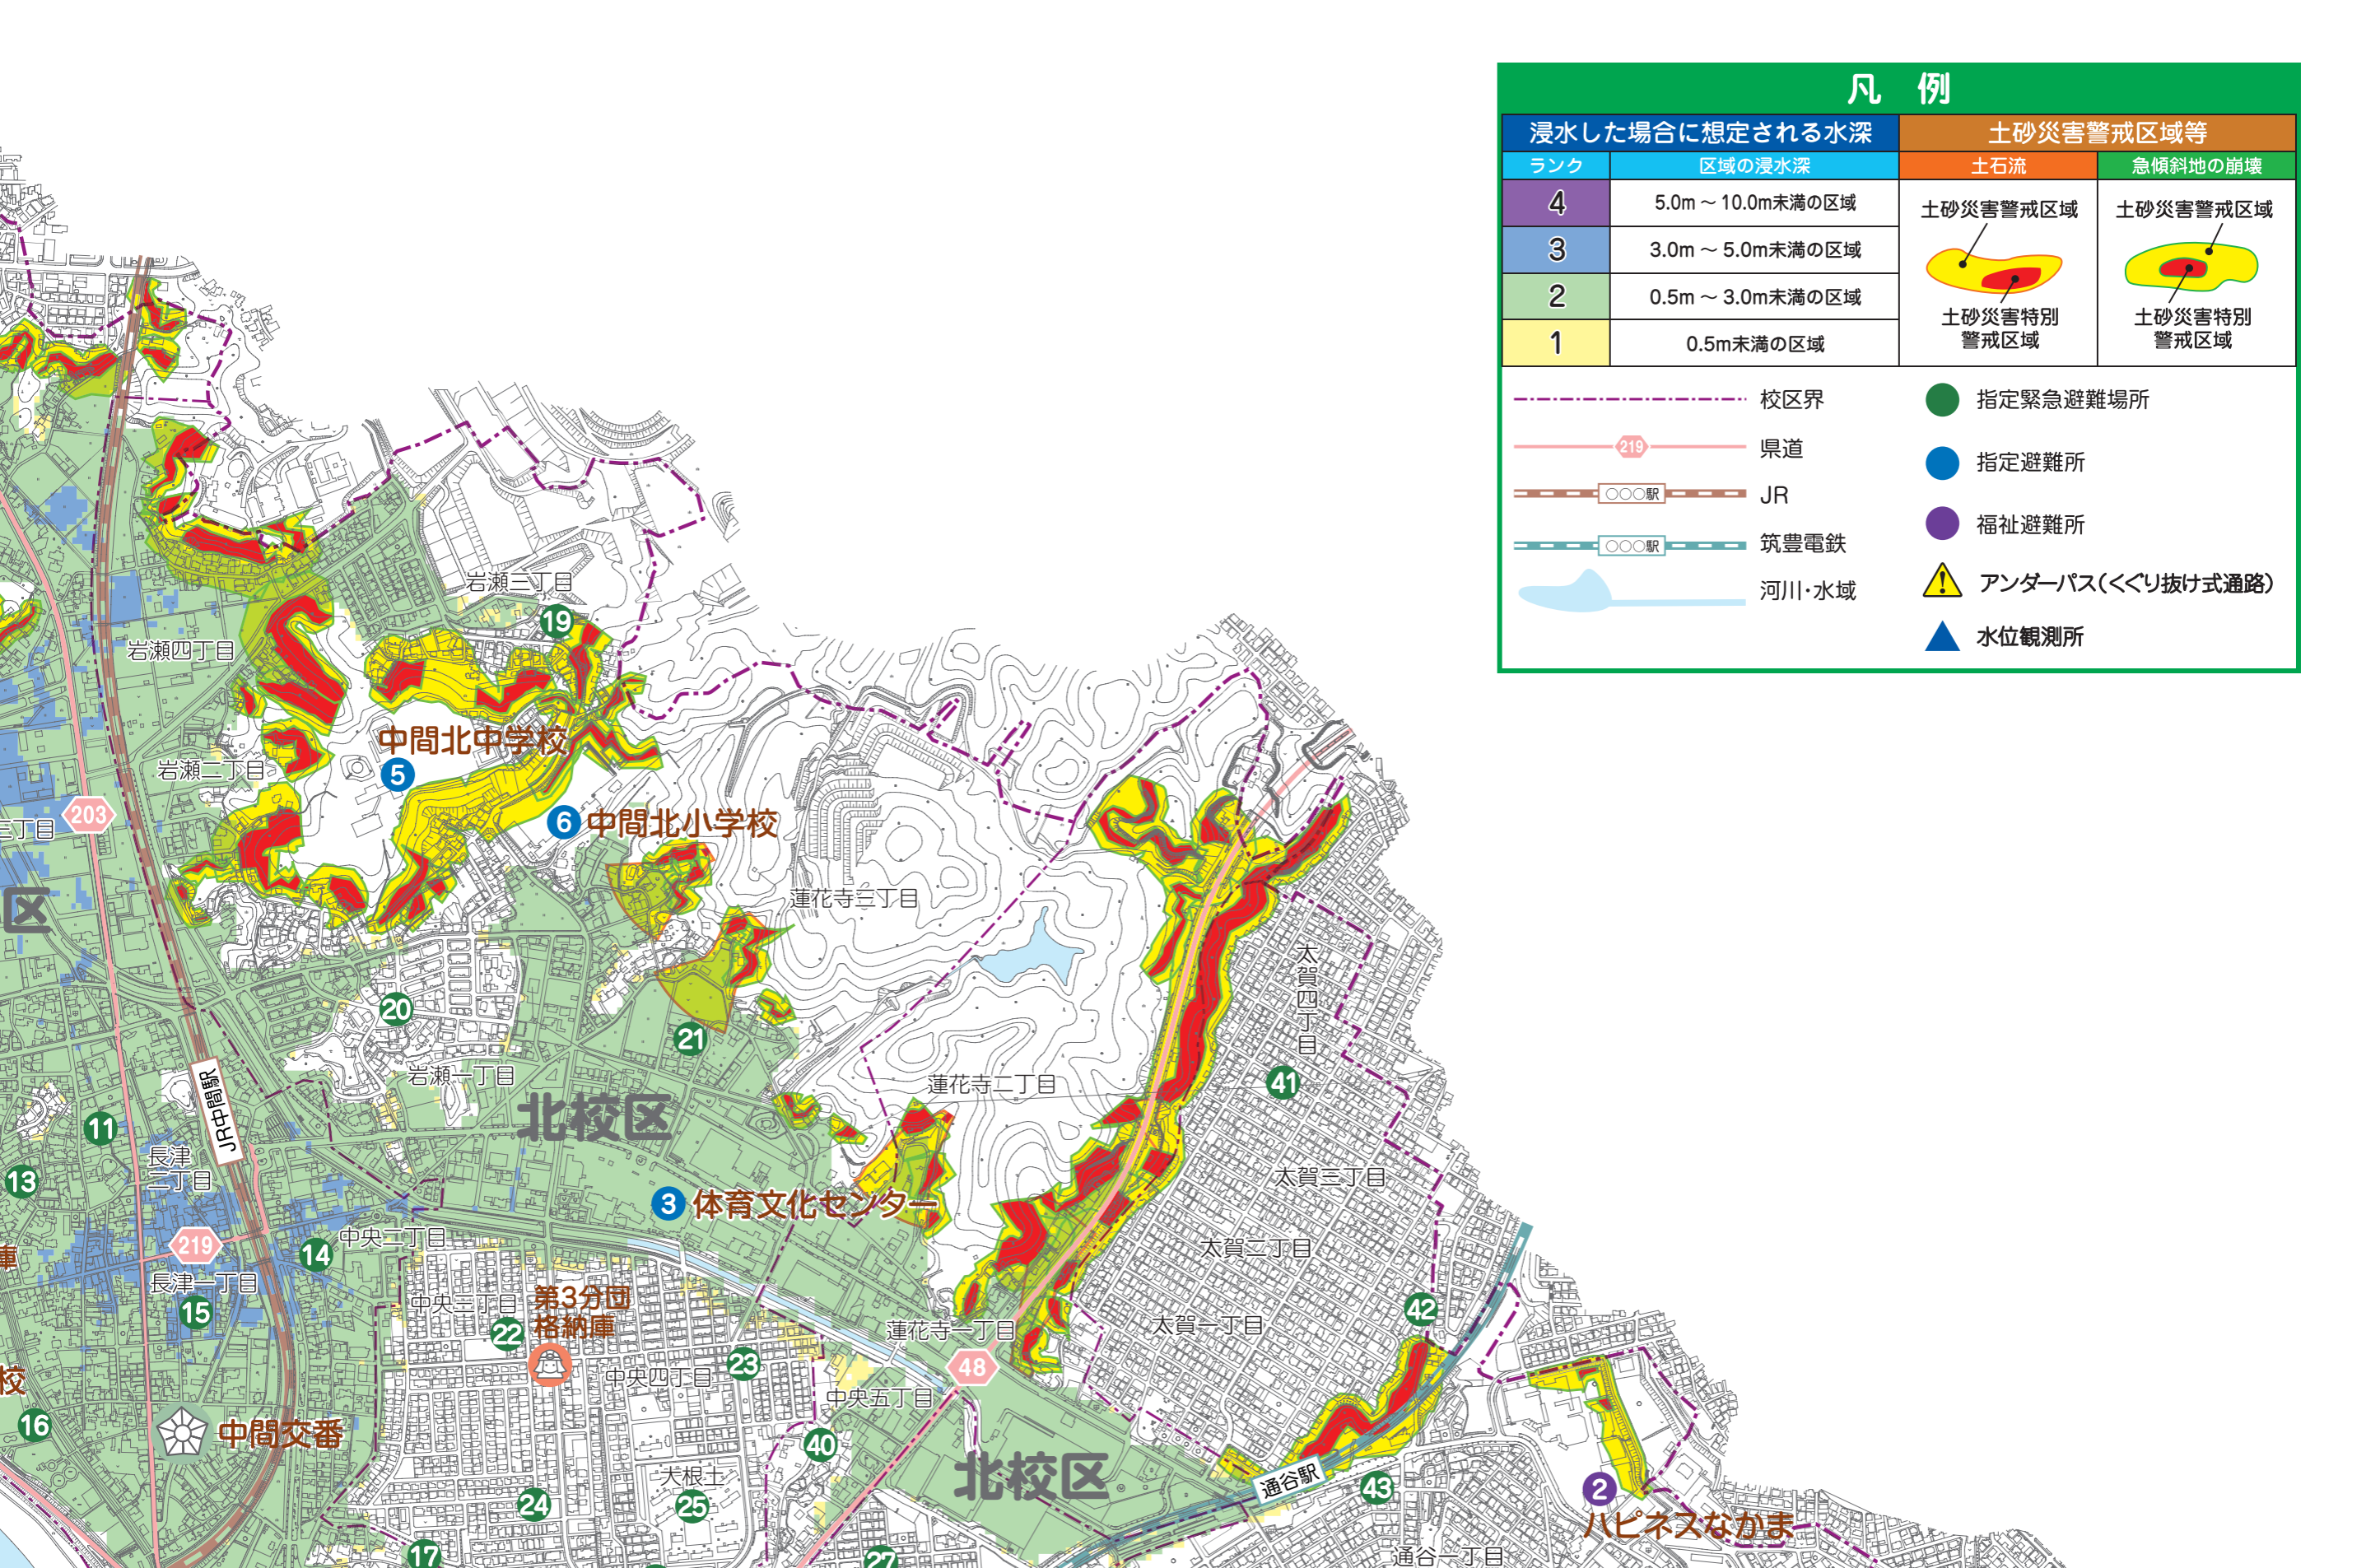 凡 例
浸水した場合に想定される水深
土砂災害警戒区域等
ランク
区域の浸水深
土石流
急傾斜地の崩壊
4
5.0m ～ 10.0m未満の区域
3
3.0m ～ 5.0m未満の区域
2
0.5m ～ 3.0m未満の区域
1
0.5m未満の区域
土砂災害警戒区域
土砂災害特別
警戒区域
土砂災害警戒区域
土砂災害特別
警戒区域
校区界
219
県道
○○○駅
JR
○○○駅
筑豊電鉄
河川・水域
指定緊急避難場所
指定避難所
福祉避難所
アンダーパス（くぐり抜け式通路）
水位観測所
岩瀬三丁目
19
岩瀬四丁目
中間北中学校
5
岩瀬二丁目
203
三丁目
6
中間北小学校
区
蓮花寺三丁目
太賀四丁目
20
21
岩瀬一丁目
蓮花寺二丁目
41
JR中間駅
北校区
11
長津
二丁目
13
太賀三丁目
3
体育文化センター
219
14
中央二丁目
太賀二丁目
庫
長津一丁目
15
中央三丁目
第3分団
格納庫
22
42
蓮花寺一丁目
太賀一丁目
48
23
中央四丁目
中央五丁目
校
16
中間交番
40
北校区
大根土
通谷駅
43
2
24
25
ハピネスなかま
17
27
通谷一丁目